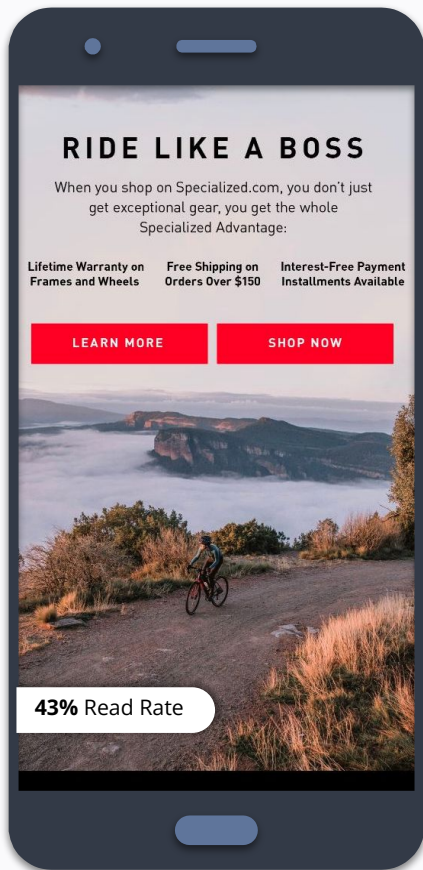 RIDE LIKE A BOSS
When you shop on Specialized.com, you don't just
get exceptional gear, you get the whole
Specialized Advantage:
Lifetime Warranty on
Frames and Wheels
Free Shipping on
Orders Over $150
Interest-Free Payment
Installments Available
LEARN MORE
SHOP NOW
43% Read Rate